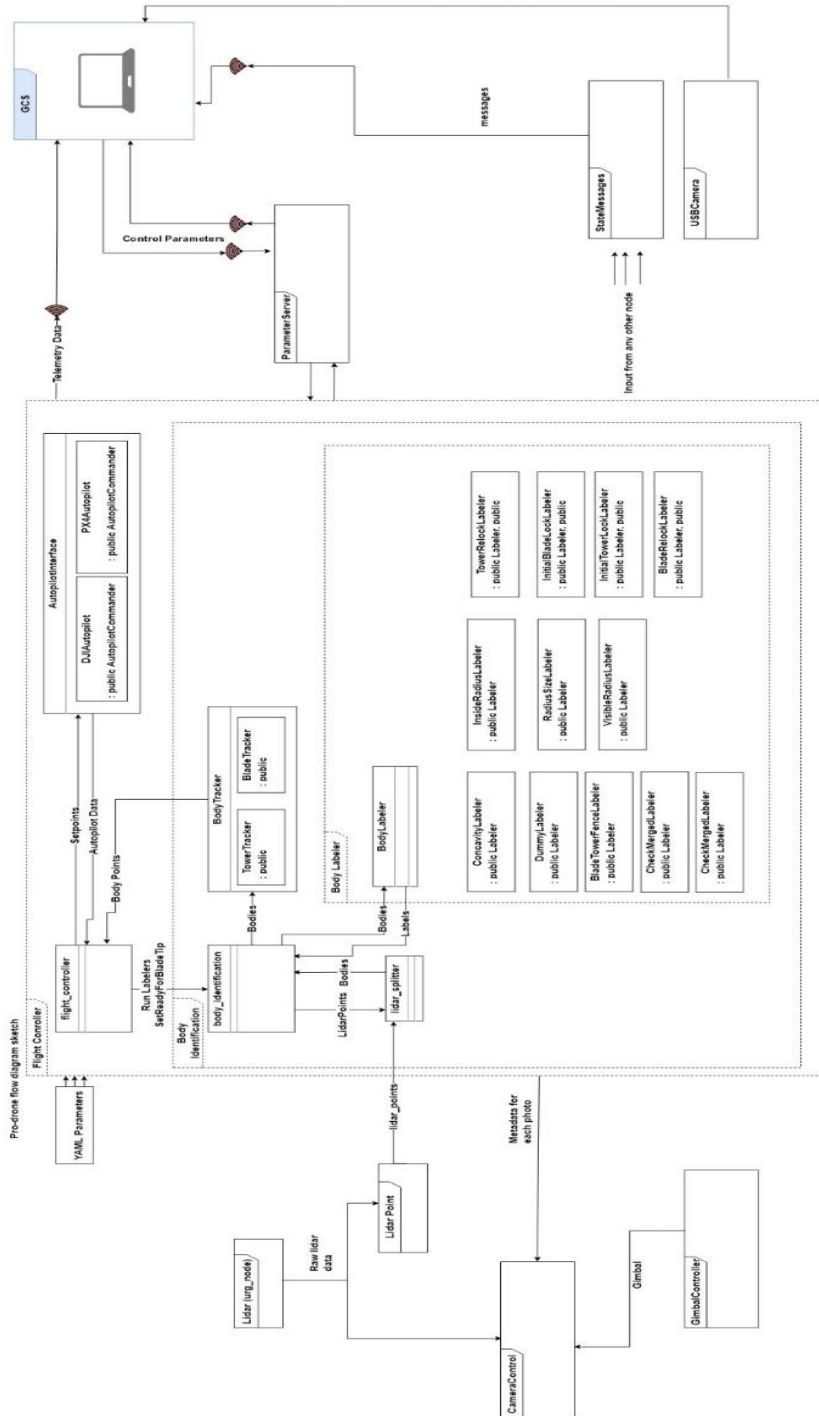 Pro-drone flow diagram sketch
YAML Parameters
Flight Conroller
flight_controller
Setpoints
Autopilot Data
Body Points
AutopilotInterface
DJIAutopilot
: public AutopilotCommander
PX4Autopilot
: public AutopilotCommander
Telemetry Data
GCS
Control Parameters
ParameterServer
Run Labelers
SetReadyForBladeTip
Body
Identification
body_identification
Bodies
BodyTracker
TowerTracker
: public
BladeTracker
: public
LidarPoints
Bodies
lidar_splitter
Bodies
Labels
Body Labeler
BodyLabeler
ConcavityLabeler
: public Labeler
DummyLabeler
: public Labeler
BladeTowerFenceLabeler
: public Labeler
CheckMergedLabeler
: public Labeler
CheckMergedLabeler
: public Labeler
InsideRadiusLabeler
: public Labeler
RadiusSizeLabeler
: public Labeler
VisibleRadiusLabeler
: public Labeler
TowerRelockLabeler
: public Labeler, public
InitialBladeLockLabeler
: public Labeler, public
InitialTowerLockLabeler
: public Labeler, public
BladeRelockLabeler
: public Labeler, public
Lidar (urg_node)
Raw lidar
data
Lidar Point
lidar_points
CameraControl
Metadata for
each photo
Gimbal
GimbalController
Input from any other node
StateMessages
messages
USBCamera